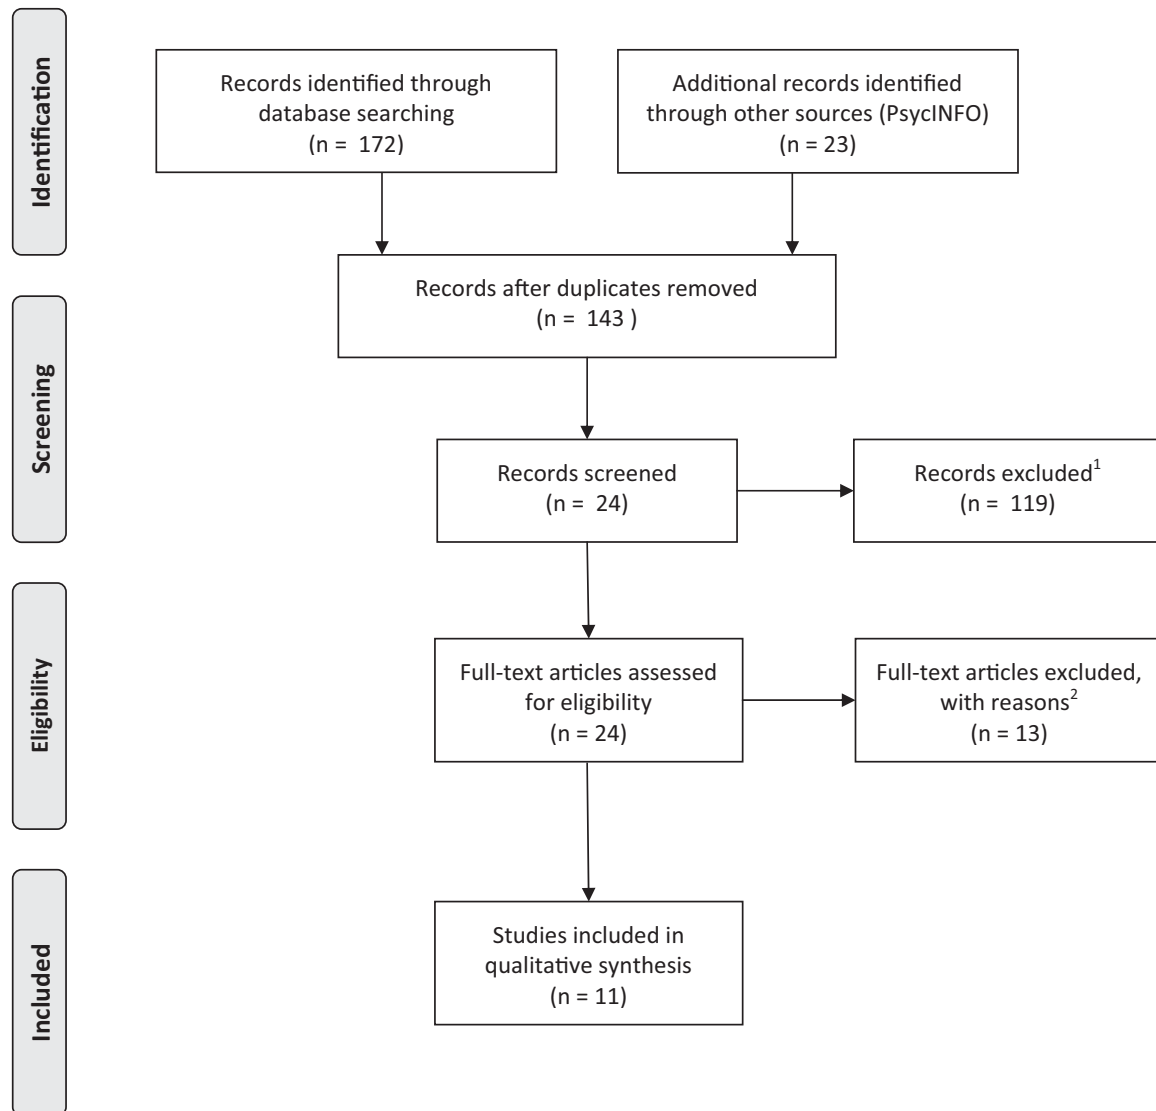 Identification
Records identified through
database searching
(n = 172)
Additional records identified
through other sources (PsycINFO)
(n = 23)
Records after duplicates removed
(n = 143 )
Screening
Records screened
(n = 24)
Records excluded1
(n = 119)
Eligibility
Full-text articles assessed
for eligibility
(n = 24)
Full-text articles excluded,
with reasons2
(n = 13)
Included
Studies included in
qualitative synthesis
(n = 11)